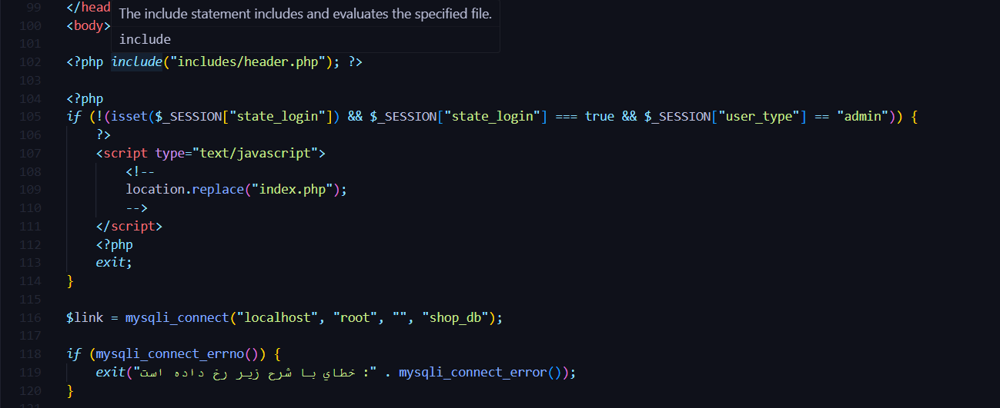 99 </head
The include statement includes and evaluates the specified file.
100 <body>
include
101
102 <?php include("includes/header.php"); ?>
103
104 <?php
105 if (!(isset($_SESSION["state_login"]) && $_SESSION["state_login"] === true && $_SESSION["user_type"] == "admin")) {
106 ?>
107 <script type="text/javascript">
108 <!--
109 location.replace("index.php");
110 -->
111 </script>
112 <?php
113 exit;
114 }
115
116 $link = mysqli_connect("localhost", "root", "", "shop_db");
117
118 if (mysqli_connect_errno()) {
119 exit("خطاي با شرح زير رخ داده است :" . mysqli_connect_error());
120 }